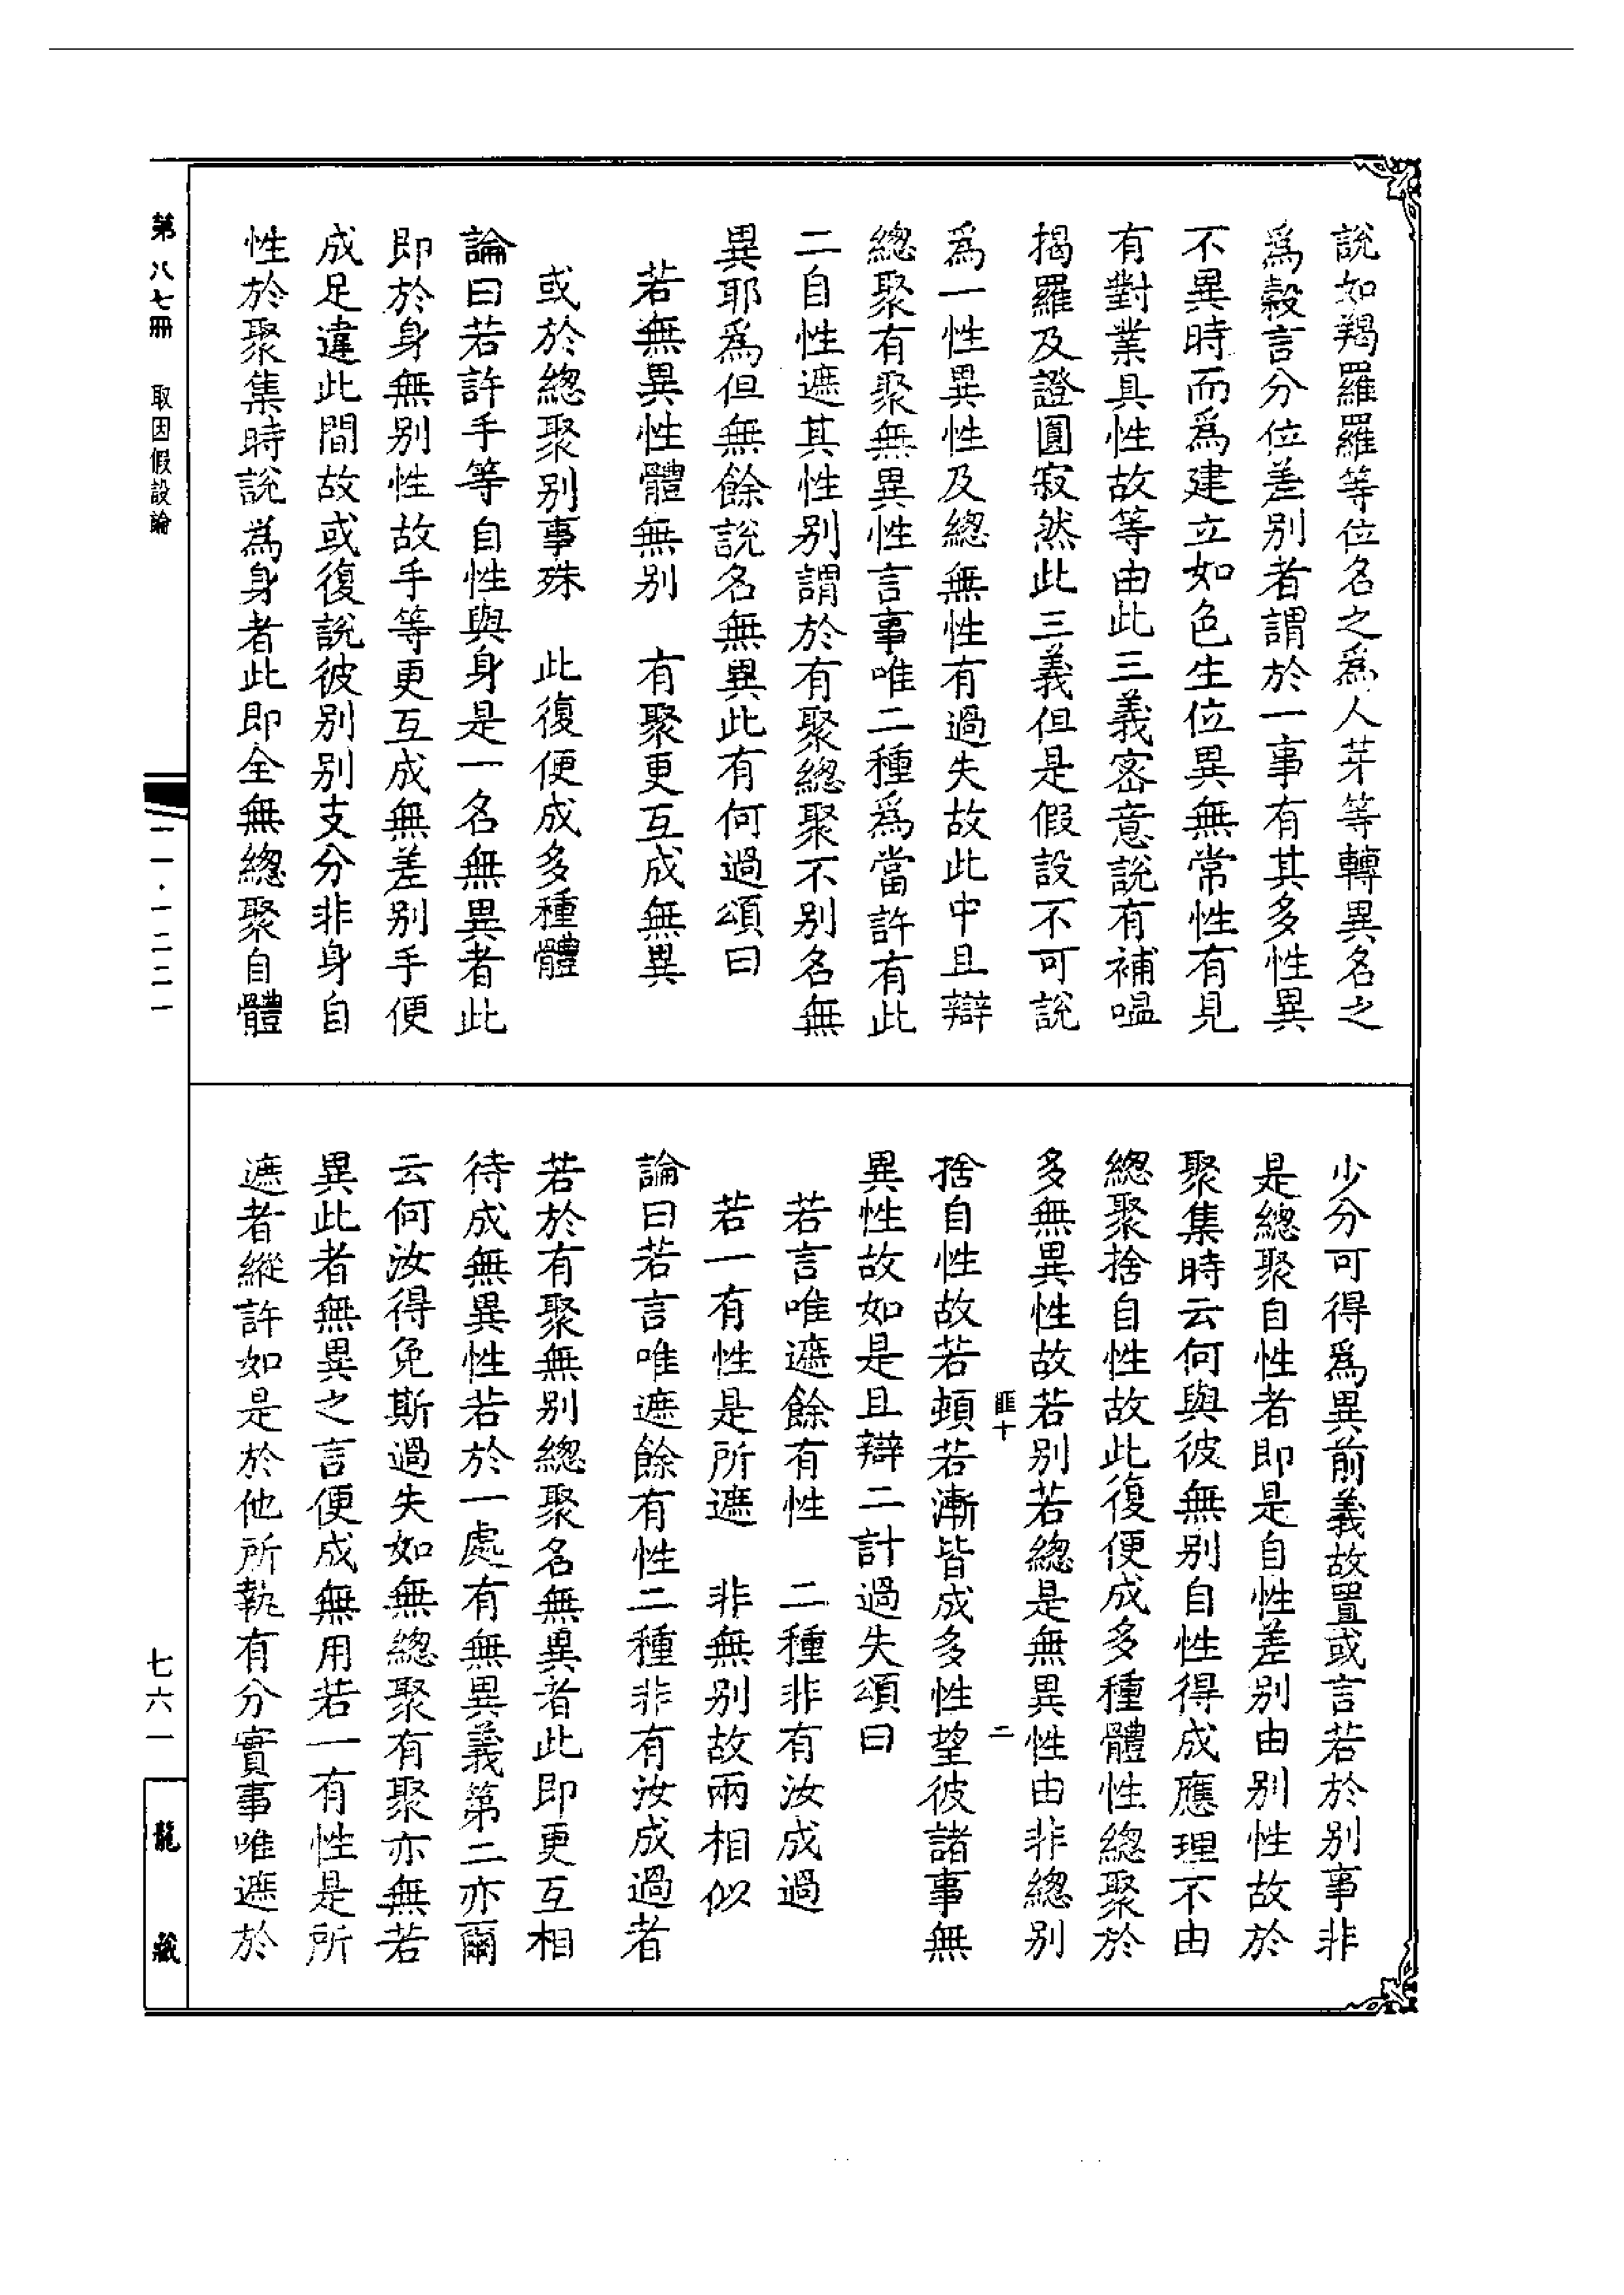 說如羯羅羅等位名之爲人芽等轉異名之
爲穀言分位差別者謂於一事有其多性異
不異時而爲建立如色生位異無常性有見
有對業具性故等由此三義密意說有補嗢
揭羅及證圓寂然此三義但是假設不可說
爲一性異性及總無性有過失故此中且辯
總聚有聚無異性言事唯二種爲當許有此
二自性遮其性別謂於有聚總聚不別名無
異耶爲但無餘說名無異此有何過頌曰
若無異性體無別　有聚更互成無異
或於總聚別事殊　此復便成多種體
論曰若許手等自性與身是一名無異者此
即於身無別性故手等更互成無差別手便
成足違此間故或復說彼別別支分非身自
性於聚集時說爲身者此即全無總聚自體
少分可得爲異前義故置或言若於別事非
是總聚自性者即是自性差別由別性故於
聚集時云何與彼無別自性得成應理不由
總聚捨自性故此復便成多種體性總聚於
多無異性故若別若總是無異性由非總別
匪十　二
捨自性故若頓若漸皆成多性望彼諸事無
異性故如是且辯二計過失頌曰
若言唯遮餘有性　二種非有汝成過
若一有性是所遮　非無別故兩相似
論曰若言唯遮餘有性二種非有汝成過者
若於有聚無別總聚名無異者此即更互相
待成無異性若於一處有無異義第二亦爾
云何汝得免斯過失如無總聚有聚亦無若
異此者無異之言便成無用若一有性是所
遮者縱許如是於他所執有分實事唯遮於
第八七冊　取因假設論
一一·一二二一
七六一
龍藏